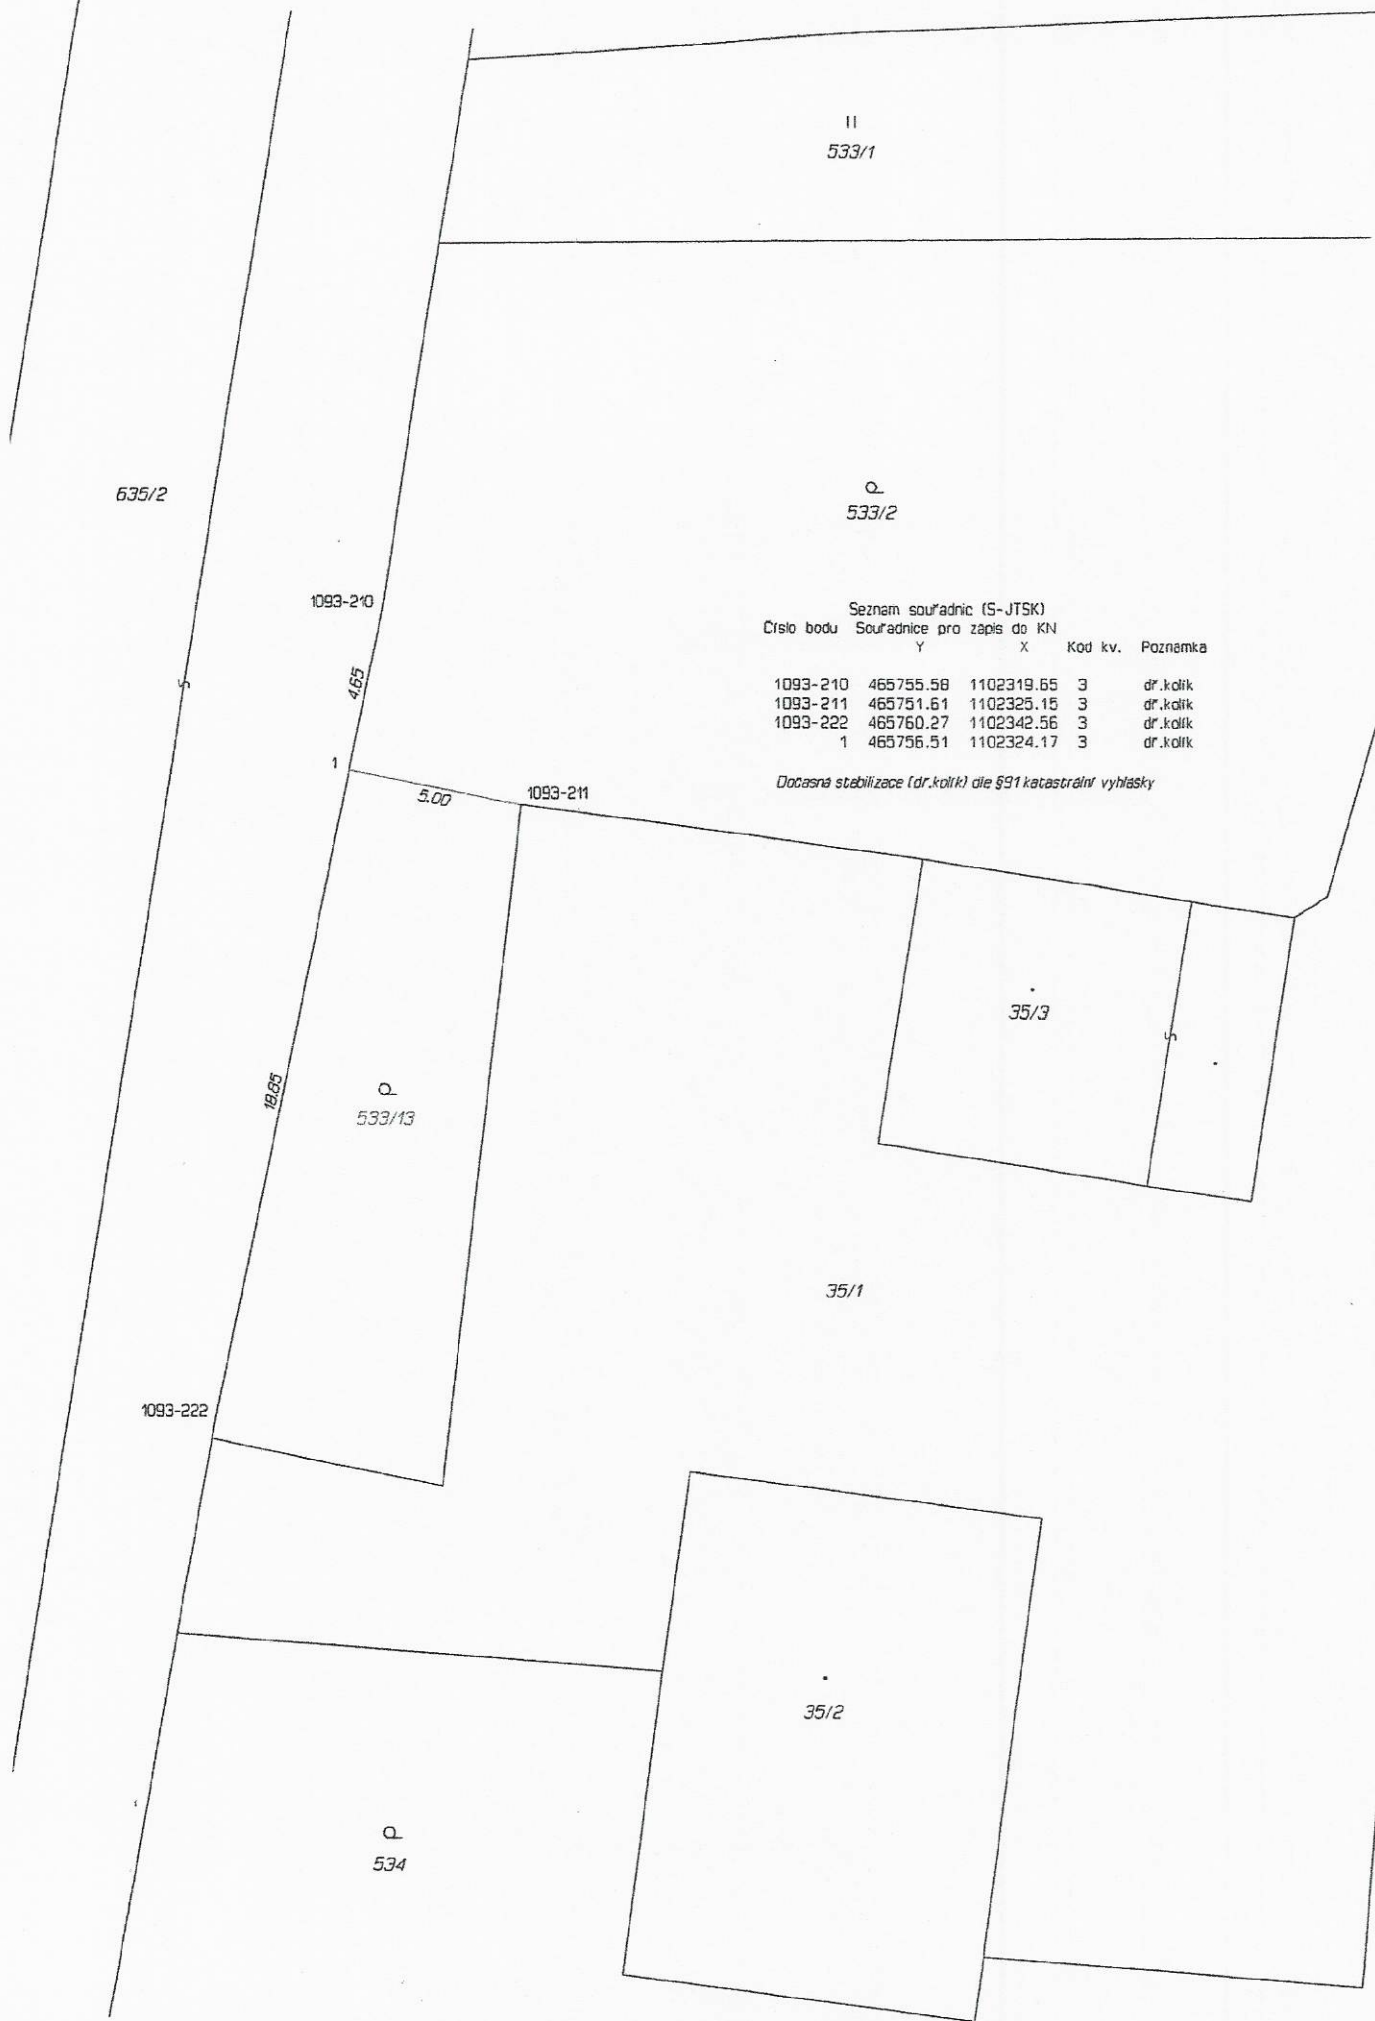 533/1
635/2
533/2
1093-210
Seznam souřadnic (S-JTSK)
Číslo bodu Souřadnice pro zápis do KN
Y X Kód kv. Poznámka
1093-210 465755.58 1102319.65 3 dř.kolík
1093-211 465751.61 1102325.15 3 dř.kolík
1093-222 465760.27 1102342.56 3 dř.kolík
1 465756.51 1102324.17 3 dř.kolík
Dočasná stabilizace (dř.kolík) dle §91 katastrální vyhlášky
4.65
1
5.00
1093-211
35/3
18.85
533/13
35/1
1093-222
35/2
534